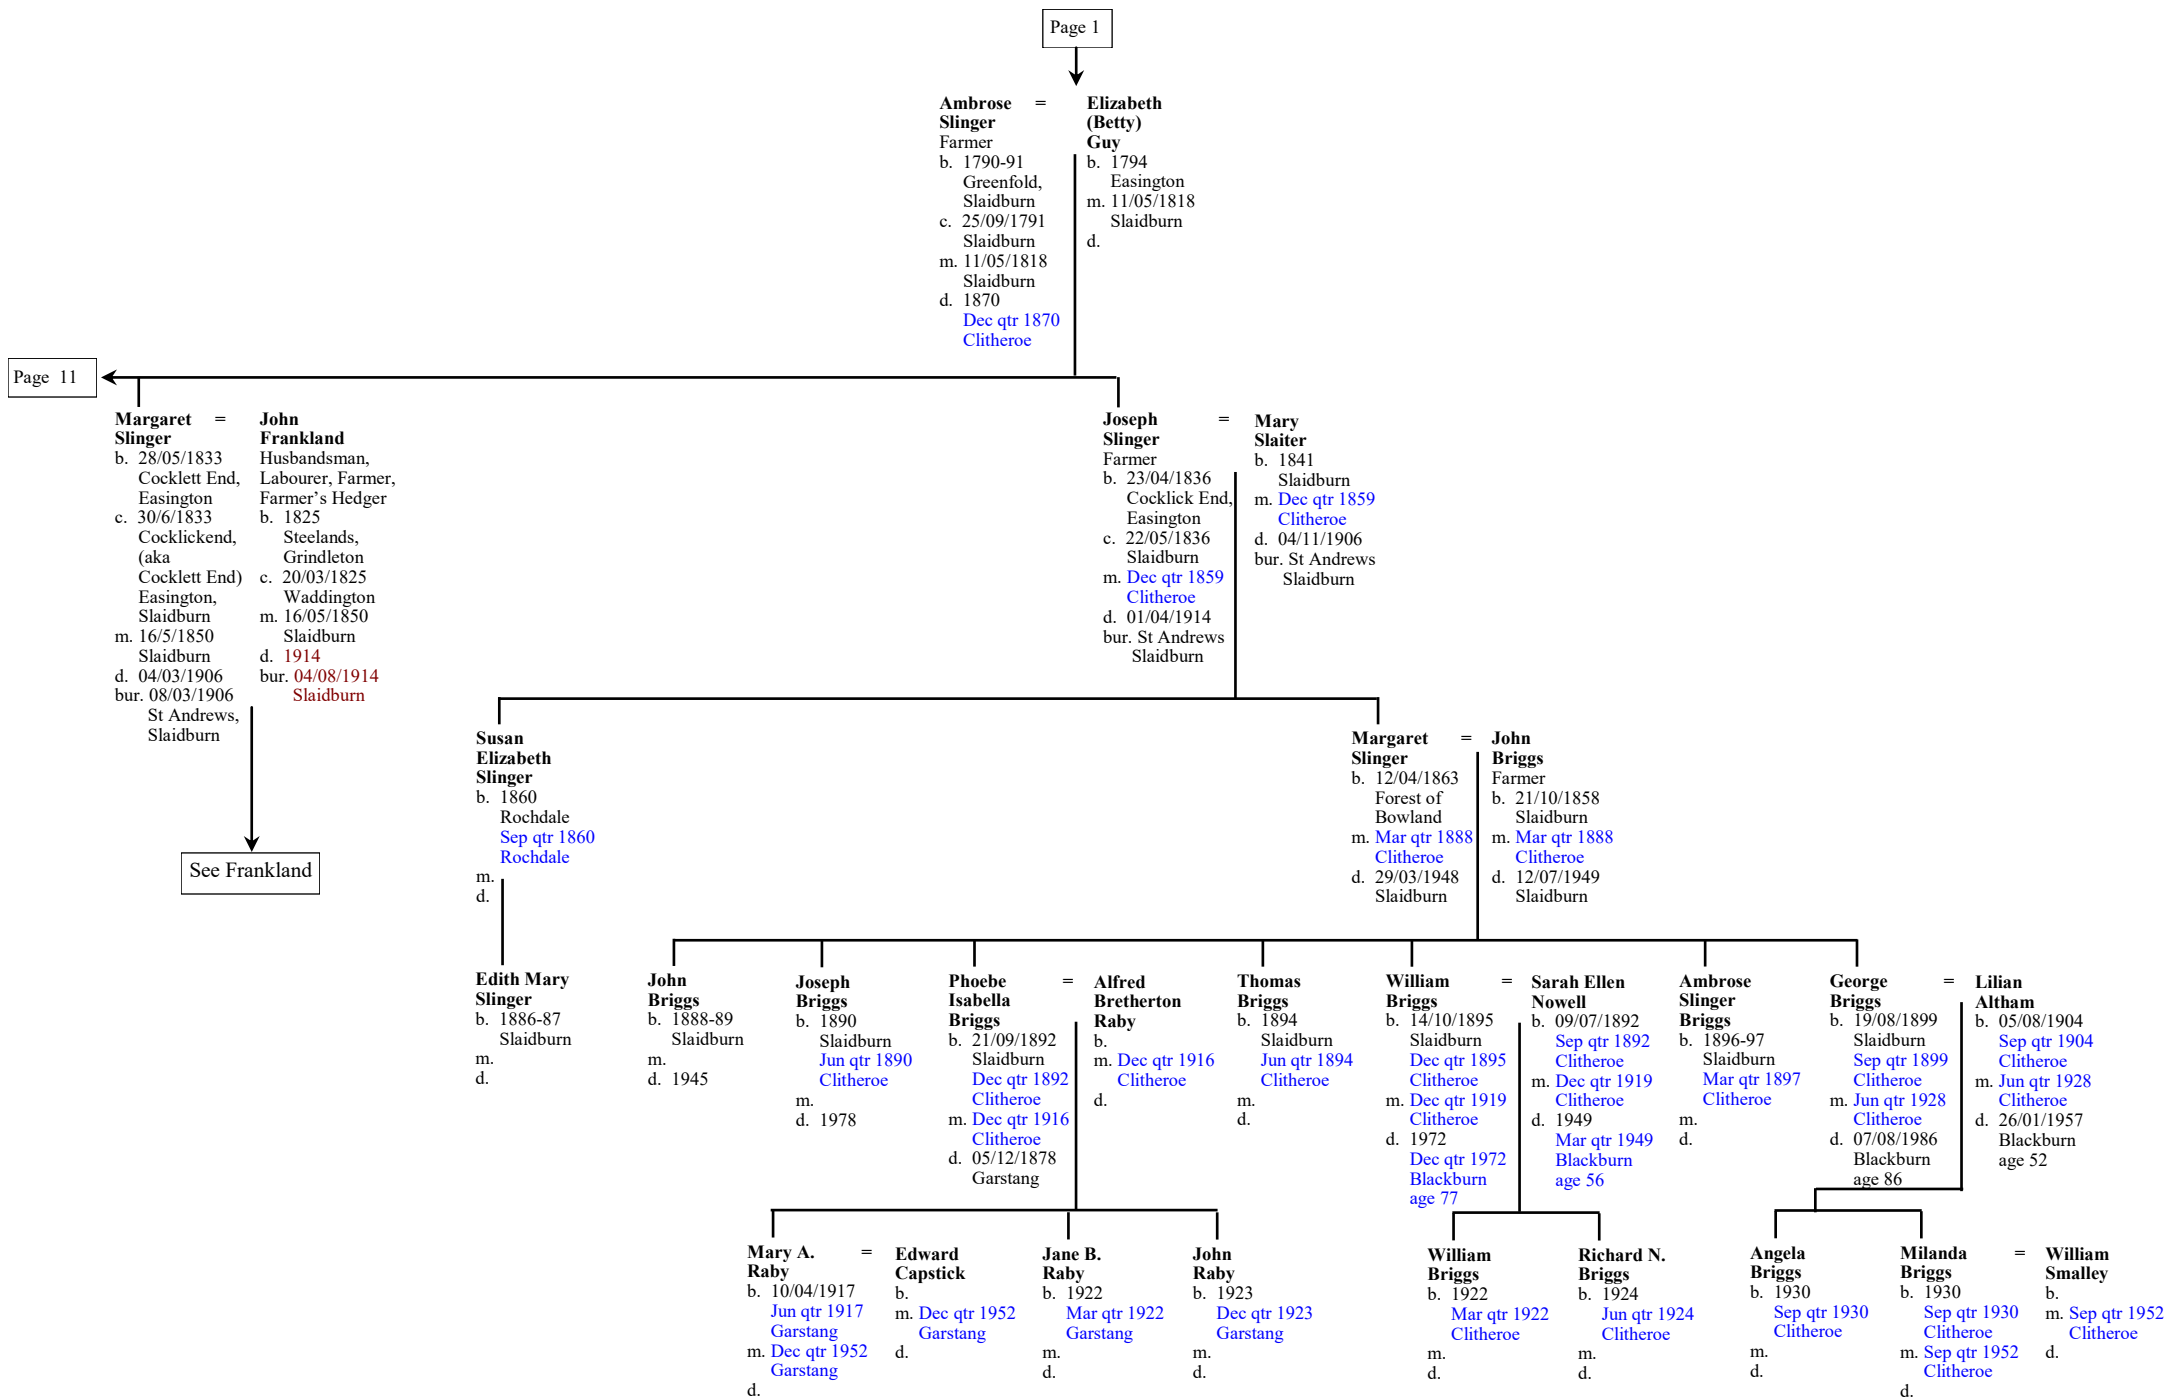 Page 1
Ambrose =
Slinger
Farmer
b. 1790-91
Greenfold,
Slaidburn
c. 25/09/1791
Slaidburn
m. 11/05/1818
Slaidburn
d. 1870
Dec qtr 1870
Clitheroe
Elizabeth
(Betty)
Guy
b. 1794
Easington
m. 11/05/1818
Slaidburn
d.
Page 11
Margaret =
Slinger
b. 28/05/1833
Cocklett End,
Easington
c. 30/6/1833
Cocklickend,
(aka
Cocklett End)
Easington,
Slaidburn
m. 16/5/1850
Slaidburn
d. 04/03/1906
bur. 08/03/1906
St Andrews,
Slaidburn
John
Frankland
Husbandsman,
Labourer, Farmer,
Farmer's Hedger
b. 1825
Steelands,
Grindleton
c. 20/03/1825
Waddington
m. 16/05/1850
Slaidburn
d. 1914
bur. 04/08/1914
Slaidburn
See Frankland
Joseph =
Slinger
Farmer
b. 23/04/1836
Cocklick End,
Easington
c. 22/05/1836
Slaidburn
m. Dec qtr 1859
Clitheroe
d. 01/04/1914
bur. St Andrews
Slaidburn
Mary
Slaiter
b. 1841
Slaidburn
m. Dec qtr 1859
Clitheroe
d. 04/11/1906
bur. St Andrews
Slaidburn
Susan
Elizabeth
Slinger
b. 1860
Rochdale
Sep qtr 1860
Rochdale
m.
d.
Margaret =
Slinger
b. 12/04/1863
Forest of
Bowland
m. Mar qtr 1888
Clitheroe
d. 29/03/1948
Slaidburn
John
Briggs
Farmer
b. 21/10/1858
Slaidburn
m. Mar qtr 1888
Clitheroe
d. 12/07/1949
Slaidburn
Edith Mary
Slinger
b. 1886-87
Slaidburn
m.
d.
John
Briggs
b. 1888-89
Slaidburn
m.
d. 1945
Joseph
Briggs
b. 1890
Slaidburn
Jun qtr 1890
Clitheroe
m.
d. 1978
Phoebe =
Isabella
Briggs
b. 21/09/1892
Slaidburn
Dec qtr 1892
Clitheroe
m. Dec qtr 1916
Clitheroe
d. 05/12/1878
Garstang
Alfred
Bretherton
Raby
b.
m. Dec qtr 1916
Clitheroe
d.
Thomas
Briggs
b. 1894
Slaidburn
Jun qtr 1894
Clitheroe
m.
d.
William =
Briggs
b. 14/10/1895
Slaidburn
Dec qtr 1895
Clitheroe
m. Dec qtr 1919
Clitheroe
d. 1972
Dec qtr 1972
Blackburn
age 77
Sarah Ellen
Nowell
b. 09/07/1892
Sep qtr 1892
Clitheroe
m. Dec qtr 1919
Clitheroe
d. 1949
Mar qtr 1949
Blackburn
age 56
Ambrose
Slinger
Briggs
b. 1896-97
Slaidburn
Mar qtr 1897
Clitheroe
m.
d.
George =
Briggs
b. 19/08/1899
Slaidburn
Sep qtr 1899
Clitheroe
m. Jun qtr 1928
Clitheroe
d. 07/08/1986
Blackburn
age 86
Lilian
Altham
b. 05/08/1904
Sep qtr 1904
Clitheroe
m. Jun qtr 1928
Clitheroe
d. 26/01/1957
Blackburn
age 52
Mary A. =
Raby
b. 10/04/1917
Jun qtr 1917
Garstang
m. Dec qtr 1952
Garstang
d.
Edward
Capstick
b.
m. Dec qtr 1952
Garstang
d.
Jane B.
Raby
b. 1922
Mar qtr 1922
Garstang
m.
d.
John
Raby
b. 1923
Dec qtr 1923
Garstang
m.
d.
William
Briggs
b. 1922
Mar qtr 1922
Clitheroe
m.
d.
Richard N.
Briggs
b. 1924
Jun qtr 1924
Clitheroe
m.
d.
Angela
Briggs
b. 1930
Sep qtr 1930
Clitheroe
m.
d.
Milanda =
Briggs
b. 1930
Sep qtr 1930
Clitheroe
m. Sep qtr 1952
Clitheroe
d.
William
Smalley
b.
m. Sep qtr 1952
Clitheroe
d.